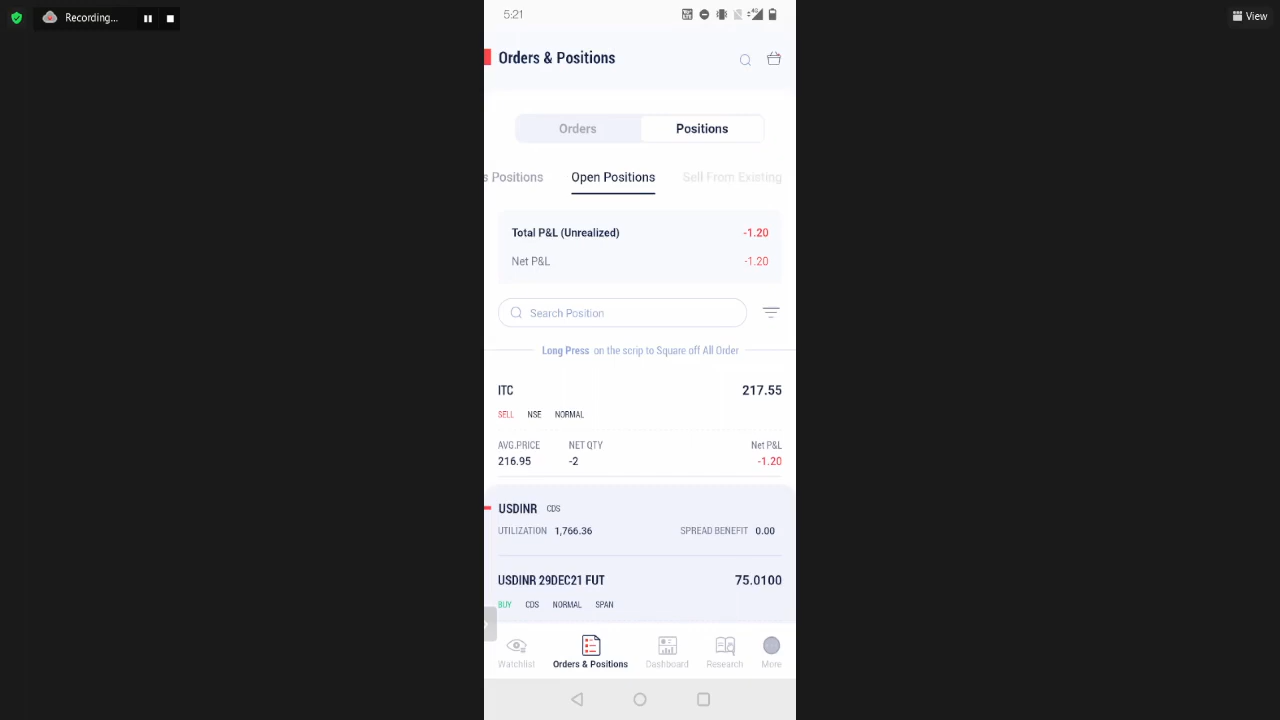 Recording...
View
5:21
Orders & Positions
Orders Positions
s Positions Open Positions Sell From Existing
Total P&L (Unrealized) -1.20
Net P&L -1.20
Search Position
Long Press on the scrip to Square off All Order
ITC 217.55
SELL NSE NORMAL
AVG.PRICE NET QTY Net P&L
216.95 -2 -1.20
USDINR CDS
UTILIZATION 1,766.36 SPREAD BENEFIT 0.00
USDINR 29DEC21 FUT 75.0100
BUY CDS NORMAL SPAN
Watchlist Orders & Positions Dashboard Research More